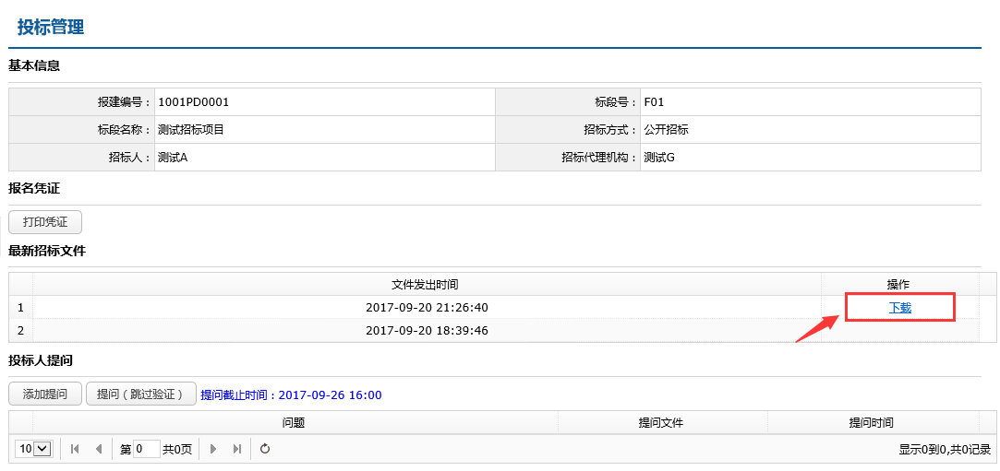 投标管理
基本信息
报建编号： 1001PD0001 标段号： F01
标段名称： 测试招标项目 招标方式： 公开招标
招标人： 测试A 招标代理机构： 测试G
报名凭证
打印凭证
最新招标文件
文件发出时间 操作
1 2017-09-20 21:26:40 下载
2 2017-09-20 18:39:46
投标人提问
添加提问 提问（跳过验证） 提问截止时间：2017-09-26 16:00
问题 提问文件 提问时间
10 第 0 共0页 显示0到0,共0记录